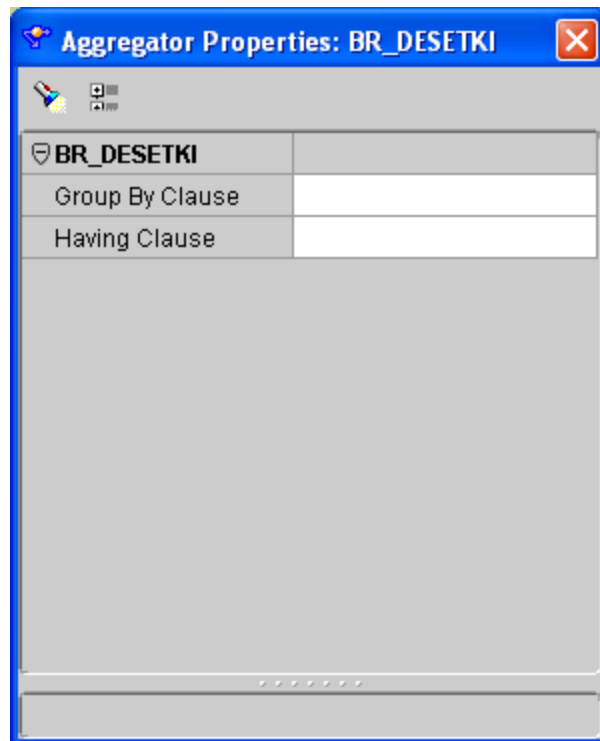 Aggregator Properties: BR_DESETKI
BR_DESETKI
Group By Clause
Having Clause